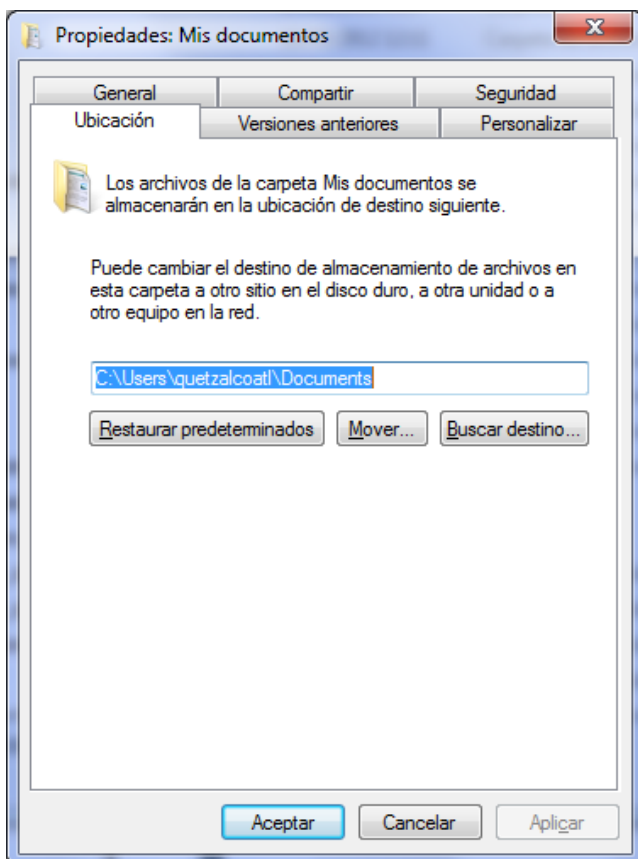 Propiedades: Mis documentos
General
Compartir
Seguridad
Ubicación
Versiones anteriores
Personalizar
Los archivos de la carpeta Mis documentos se
almacenarán en la ubicación de destino siguiente.
Puede cambiar el destino de almacenamiento de archivos en
esta carpeta a otro sitio en el disco duro, a otra unidad o a
otro equipo en la red.
C:\Users\quetzalcoatl\Documents
Restaurar predeterminados
Mover...
Buscar destino...
Aceptar
Cancelar
Aplicar